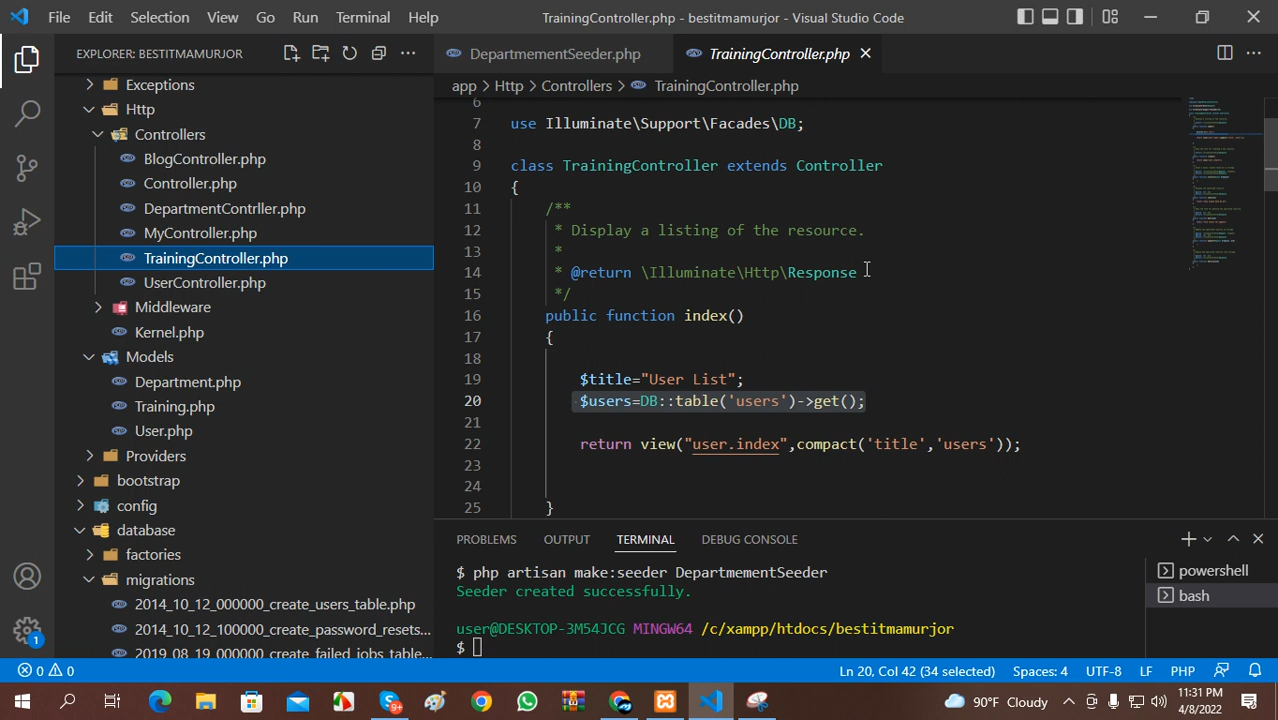 File Edit Selection View Go Run Terminal Help TrainingController.php - bestitmamurjor - Visual Studio Code
EXPLORER: BESTITMAMURJOR
Exceptions
Http
Controllers
BlogController.php
Controller.php
DepartmentContrller.php
MyController.php
TrainingController.php
UserController.php
Middleware
Kernel.php
Models
Department.php
Training.php
User.php
Providers
bootstrap
config
database
factories
migrations
2014_10_12_000000_create_users_table.php
2014_10_12_100000_create_password_resets...
2019_08_19_000000_create_failed_jobs_table...
DepartmementSeeder.php TrainingController.php
app > Http > Controllers > TrainingController.php
6
7 use Illuminate\Support\Facades\DB;
8
9 class TrainingController extends Controller
10 {
11 /**
12 * Display a listing of the resource.
13 *
14 * @return \Illuminate\Http\Response
15 */
16 public function index()
17 {
18
19 $title="User List";
20 $users=DB::table('users')->get();
21
22 return view("user.index",compact('title','users'));
23
24
25 }
PROBLEMS OUTPUT TERMINAL DEBUG CONSOLE
$ php artisan make:seeder DepartmementSeeder
Seeder created successfully.
user@DESKTOP-3M54JCG MINGW64 /c/xampp/htdocs/bestitmamurjor
$
powershell
bash
1
0 0 Ln 20, Col 42 (34 selected) Spaces: 4 UTF-8 LF PHP
9+ 90°F Cloudy 11:31 PM
4/8/2022